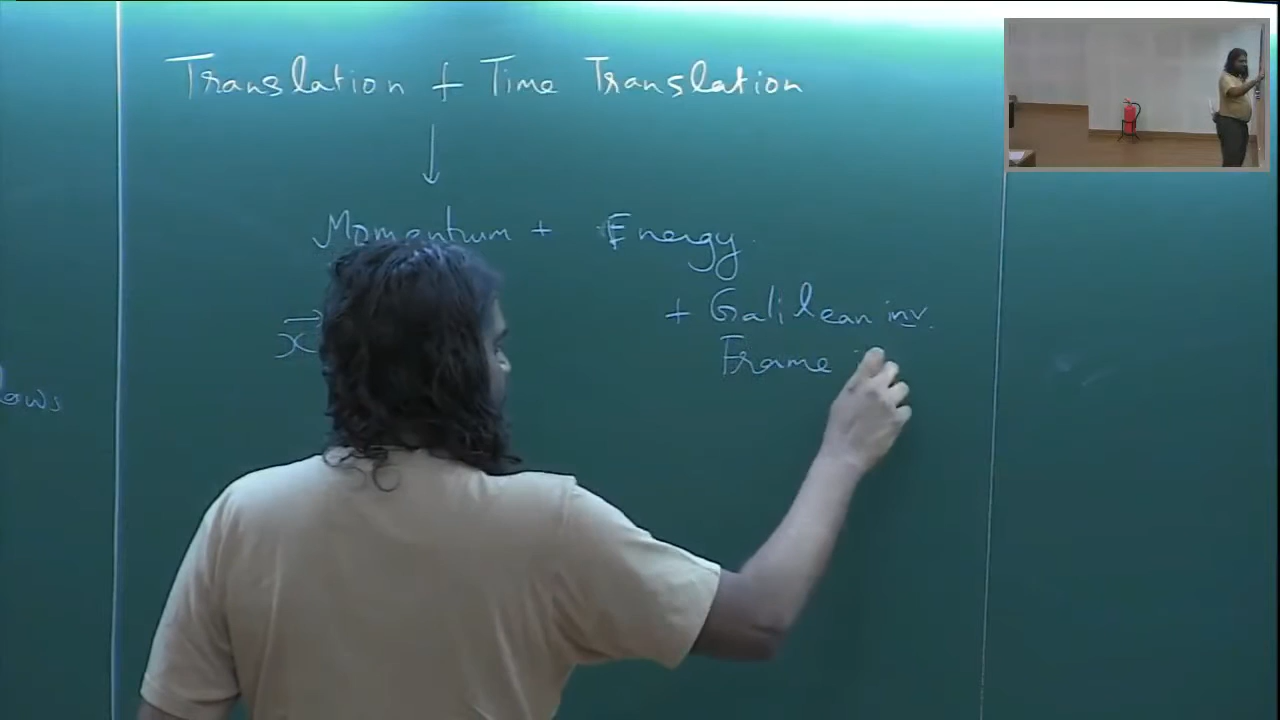 Translation + Time Translation
↓
Momentum + Energy
+ Galilean inv.
x⃗
Frame